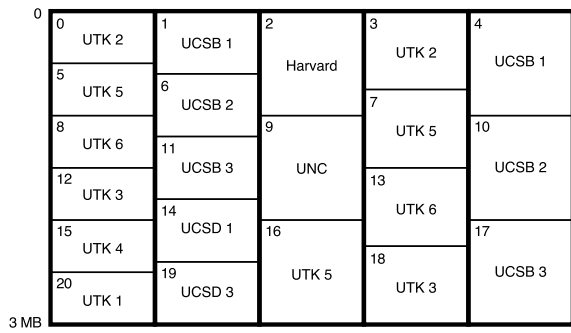 0
0
UTK 2
5
UTK 5
8
UTK 6
12
UTK 3
15
UTK 4
20
UTK 1
1
UCSB 1
6
UCSB 2
11
UCSB 3
14
UCSD 1
19
UCSD 3
2
Harvard
9
UNC
16
UTK 5
3
UTK 2
7
UTK 5
13
UTK 6
18
UTK 3
4
UCSB 1
10
UCSB 2
17
UCSB 3
3 MB